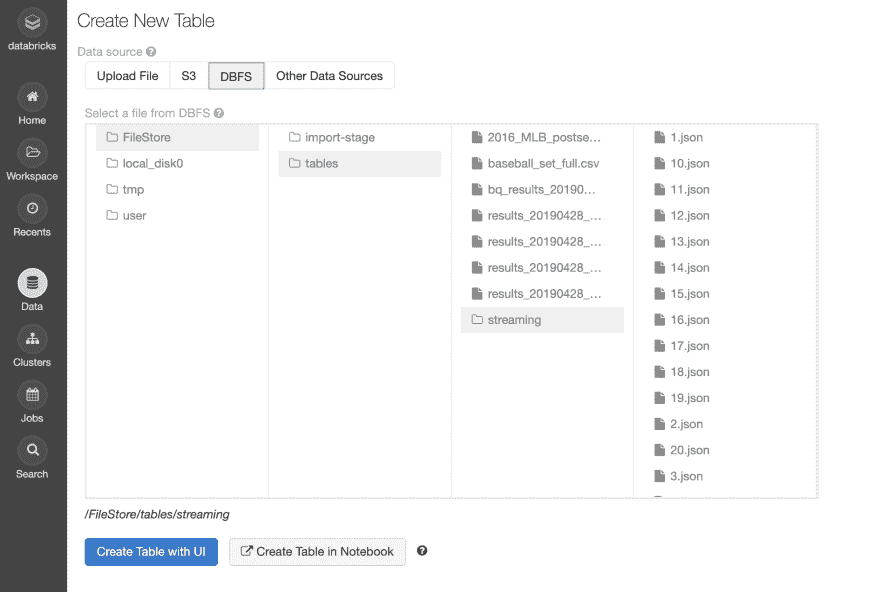 databricks
Home
Workspace
Recents
Data
Clusters
Jobs
Search
Create New Table
Data source
Upload File S3 DBFS Other Data Sources
Select a file from DBFS
FileStore
local_disk0
tmp
user
import-stage
tables
2016_MLB_postse...
baseball_set_full.csv
bq_results_20190...
results_20190428_...
results_20190428_...
results_20190428_...
results_20190428_...
streaming
1.json
10.json
11.json
12.json
13.json
14.json
15.json
16.json
17.json
18.json
19.json
2.json
20.json
3.json
/FileStore/tables/streaming
Create Table with UI Create Table in Notebook